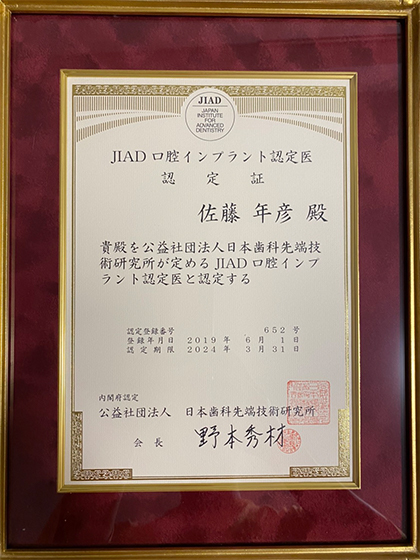 JIAD
JAPAN
INSTITUTE
FOR
ADVANCED
DENTISTRY
JIAD 口腔インプラント認定医
認 定 証
佐藤 年彦 殿
貴殿を公益社団法人日本歯科先端技
術研究所が定める JIAD 口腔インプ
ラント認定医と認定する
認定登録番号 652 号
登録年月日 2019 年 6 月 1 日
認定期限 2024 年 3 月 31 日
内閣府認定
公益社団法人 日本歯科先端技術研究所
会 長 野本秀材